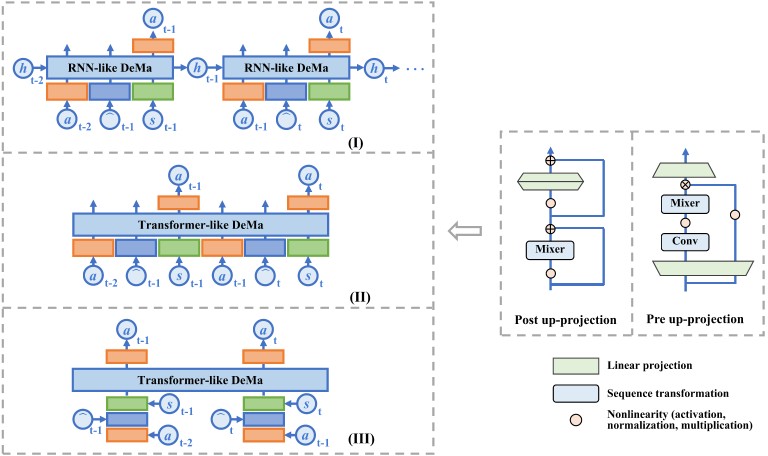 a t-1 a t
h t-2 RNN-like DeMa h t-1 RNN-like DeMa h t ...
a t-2 t-1 s t-1 a t-1 t s t
(I)
a t-1 a t
Transformer-like DeMa
a t-2 t-1 s t-1 a t-1 t s t
(II)
a t-1 a t
Transformer-like DeMa
s t-1 s t
t-1 t
a t-2 a t-1
(III)
Mixer
Post up-projection
Mixer
Conv
Pre up-projection
Linear projection
Sequence transformation
Nonlinearity (activation,
normalization, multiplication)